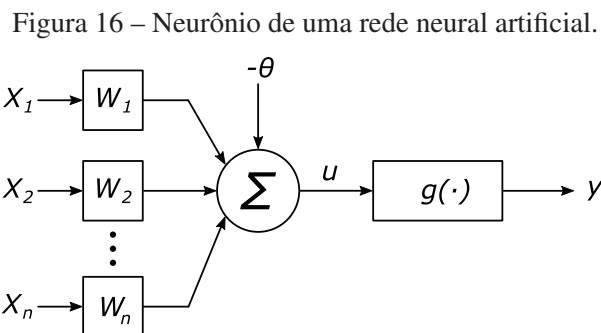 Figura 16 – Neurônio de uma rede neural artificial.
-θ
X₁ W₁
X₂ W₂ Σ u g(·) y
Xₙ Wₙ